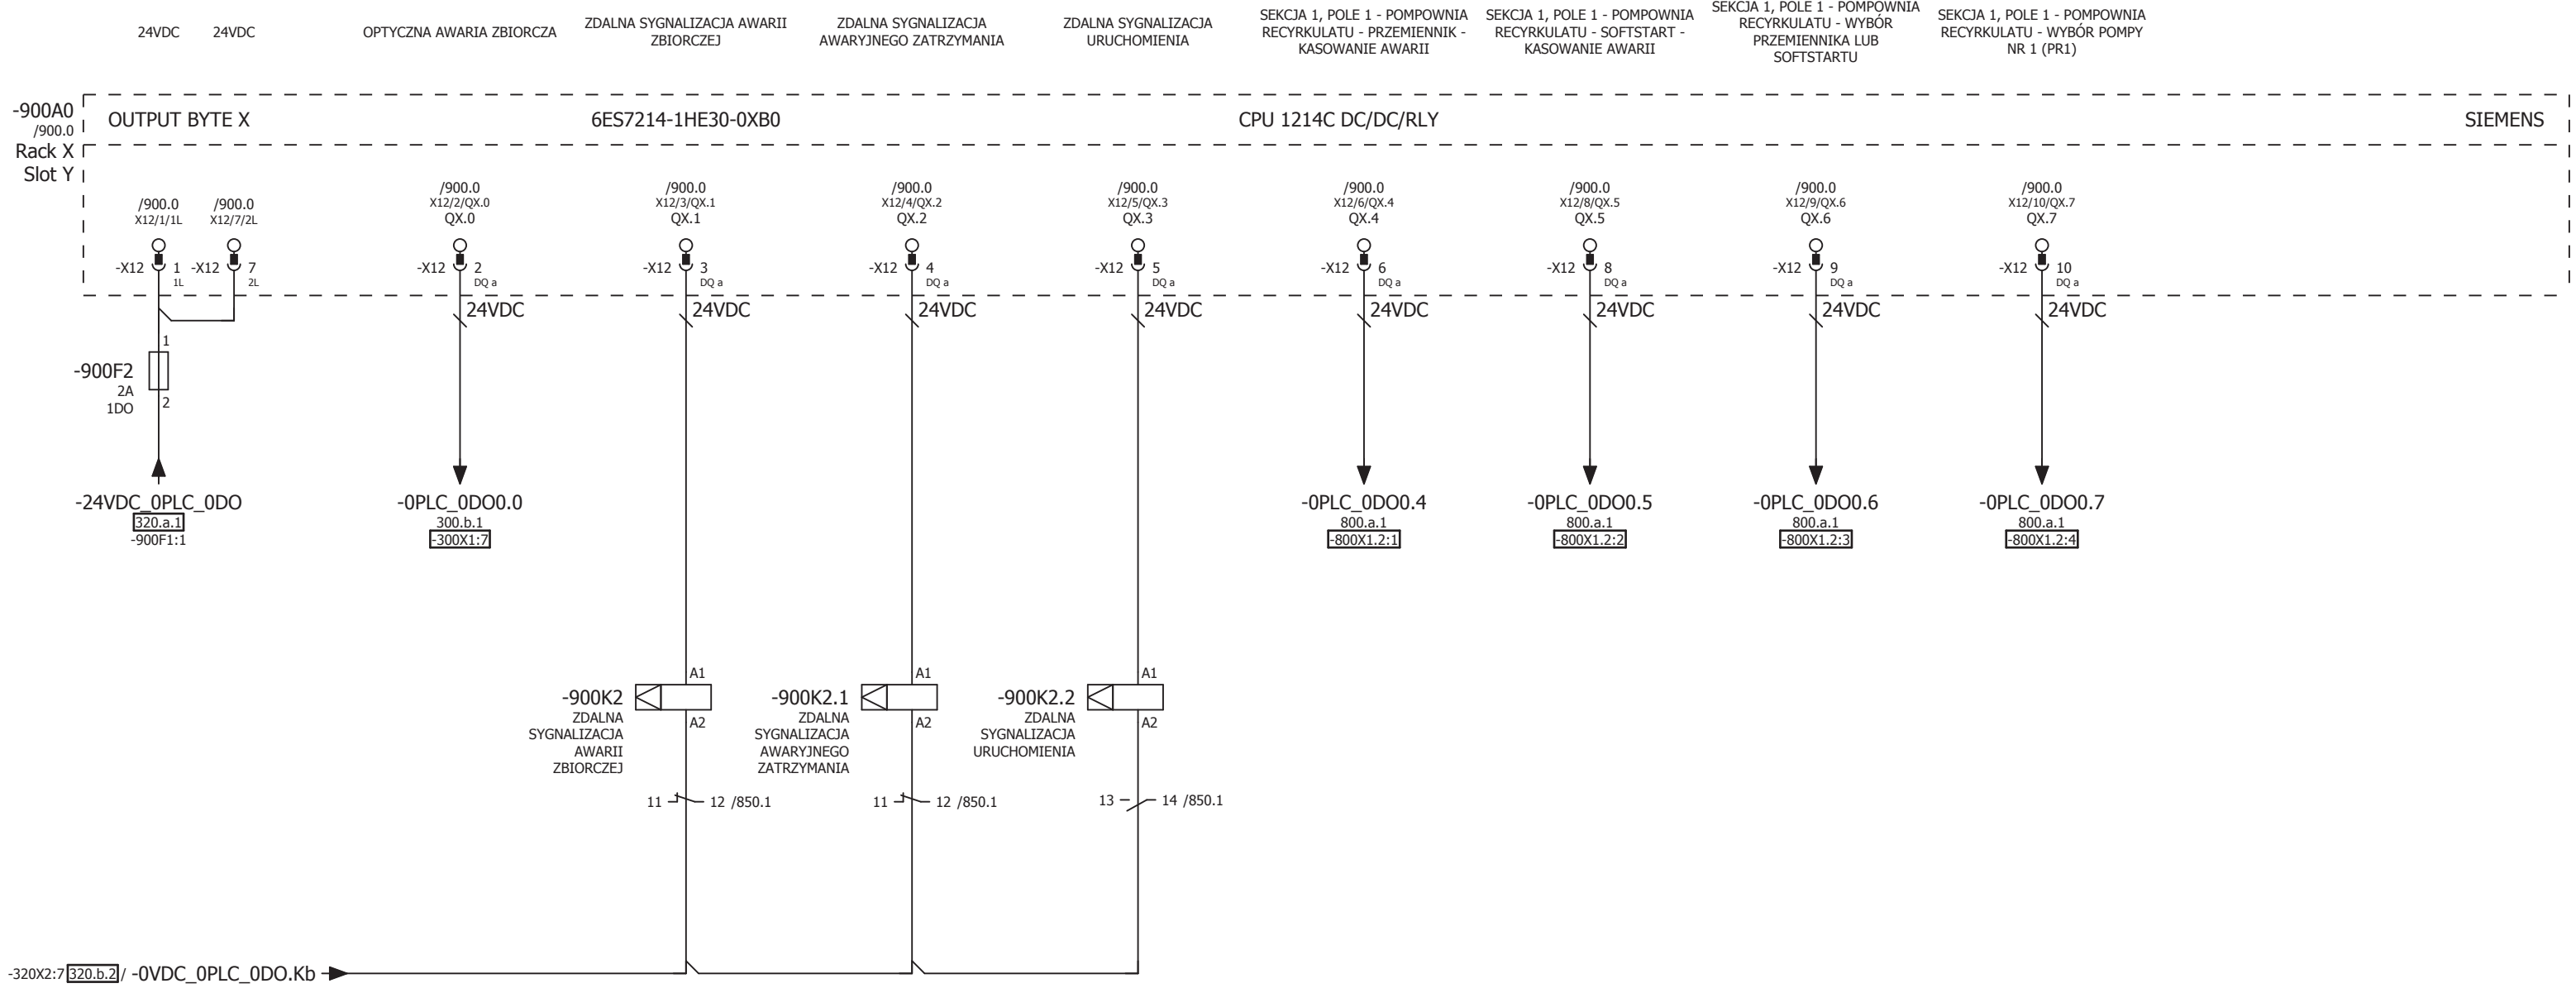 24VDC
24VDC
OPTYCZNA AWARIA ZBIORCZA
ZDALNA SYGNALIZACJA AWARII
ZBIORCZEJ
ZDALNA SYGNALIZACJA
AWARYJNEGO ZATRZYMANIA
ZDALNA SYGNALIZACJA
URUCHOMIENIA
SEKCJA 1, POLE 1 - POMPOWNIA
RECYRKULATU - PRZEMIENNIK -
KASOWANIE AWARII
SEKCJA 1, POLE 1 - POMPOWNIA
RECYRKULATU - SOFTSTART -
KASOWANIE AWARII
SEKCJA 1, POLE 1 - POMPOWNIA
RECYRKULATU - WYBÓR
PRZEMIENNIKA LUB
SOFTSTARTU
SEKCJA 1, POLE 1 - POMPOWNIA
RECYRKULATU - WYBÓR POMPY
NR 1 (PR1)
-900A0
/900.0
Rack X
Slot Y
OUTPUT BYTE X
6ES7214-1HE30-0XB0
CPU 1214C DC/DC/RLY
SIEMENS
/900.0
X12/1/1L
/900.0
X12/7/2L
/900.0
X12/2/QX.0
QX.0
/900.0
X12/3/QX.1
QX.1
/900.0
X12/4/QX.2
QX.2
/900.0
X12/5/QX.3
QX.3
/900.0
X12/6/QX.4
QX.4
/900.0
X12/8/QX.5
QX.5
/900.0
X12/9/QX.6
QX.6
/900.0
X12/10/QX.7
QX.7
-X12 1
1L
-X12 7
2L
-X12 2
DQ a
-X12 3
DQ a
-X12 4
DQ a
-X12 5
DQ a
-X12 6
DQ a
-X12 8
DQ a
-X12 9
DQ a
-X12 10
DQ a
24VDC
24VDC
24VDC
24VDC
24VDC
24VDC
24VDC
24VDC
1
-900F2
2A
1DO
2
-24VDC_0PLC_0DO
320.a.1
-900F1:1
-0PLC_0DO0.0
300.b.1
-300X1:7
-0PLC_0DO0.4
800.a.1
-800X1.2:1
-0PLC_0DO0.5
800.a.1
-800X1.2:2
-0PLC_0DO0.6
800.a.1
-800X1.2:3
-0PLC_0DO0.7
800.a.1
-800X1.2:4
A1
-900K2
A2
ZDALNA
SYGNALIZACJA
AWARII
ZBIORCZEJ
A1
-900K2.1
A2
ZDALNA
SYGNALIZACJA
AWARYJNEGO
ZATRZYMANIA
A1
-900K2.2
A2
ZDALNA
SYGNALIZACJA
URUCHOMIENIA
11 12 /850.1
11 12 /850.1
13 14 /850.1
-320X2:7 320.b.2 / -0VDC_0PLC_0DO.Kb